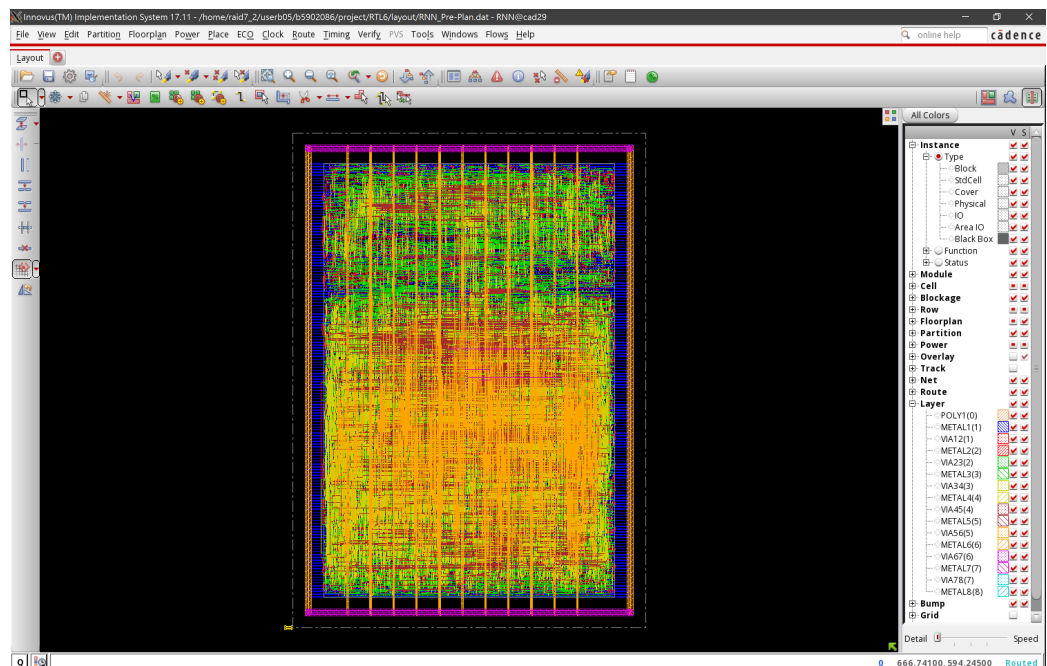 Innovus(TM) Implementation System 17.11 - /home/raid7_2/userb05/b5902086/project/RTL6/layout/RNN_Pre-Plan.dat - RNN@cad29
File View Edit Partition Floorplan Power Place ECO Clock Route Timing Verify PVS Tools Windows Flows Help
online help
cādence
Layout
All Colors
V S
Instance
Type
Block
StdCell
Cover
Physical
IO
Area IO
Black Box
Function
Status
Module
Cell
Blockage
Row
Floorplan
Partition
Power
Overlay
Track
Net
Route
Layer
POLY1(0)
METAL1(1)
VIA12(1)
METAL2(2)
VIA23(2)
METAL3(3)
VIA34(3)
METAL4(4)
VIA45(4)
METAL5(5)
VIA56(5)
METAL6(6)
VIA67(6)
METAL7(7)
VIA78(7)
METAL8(8)
Bump
Grid
Detail Speed
Q 0 666.74100, 594.24500 Routed